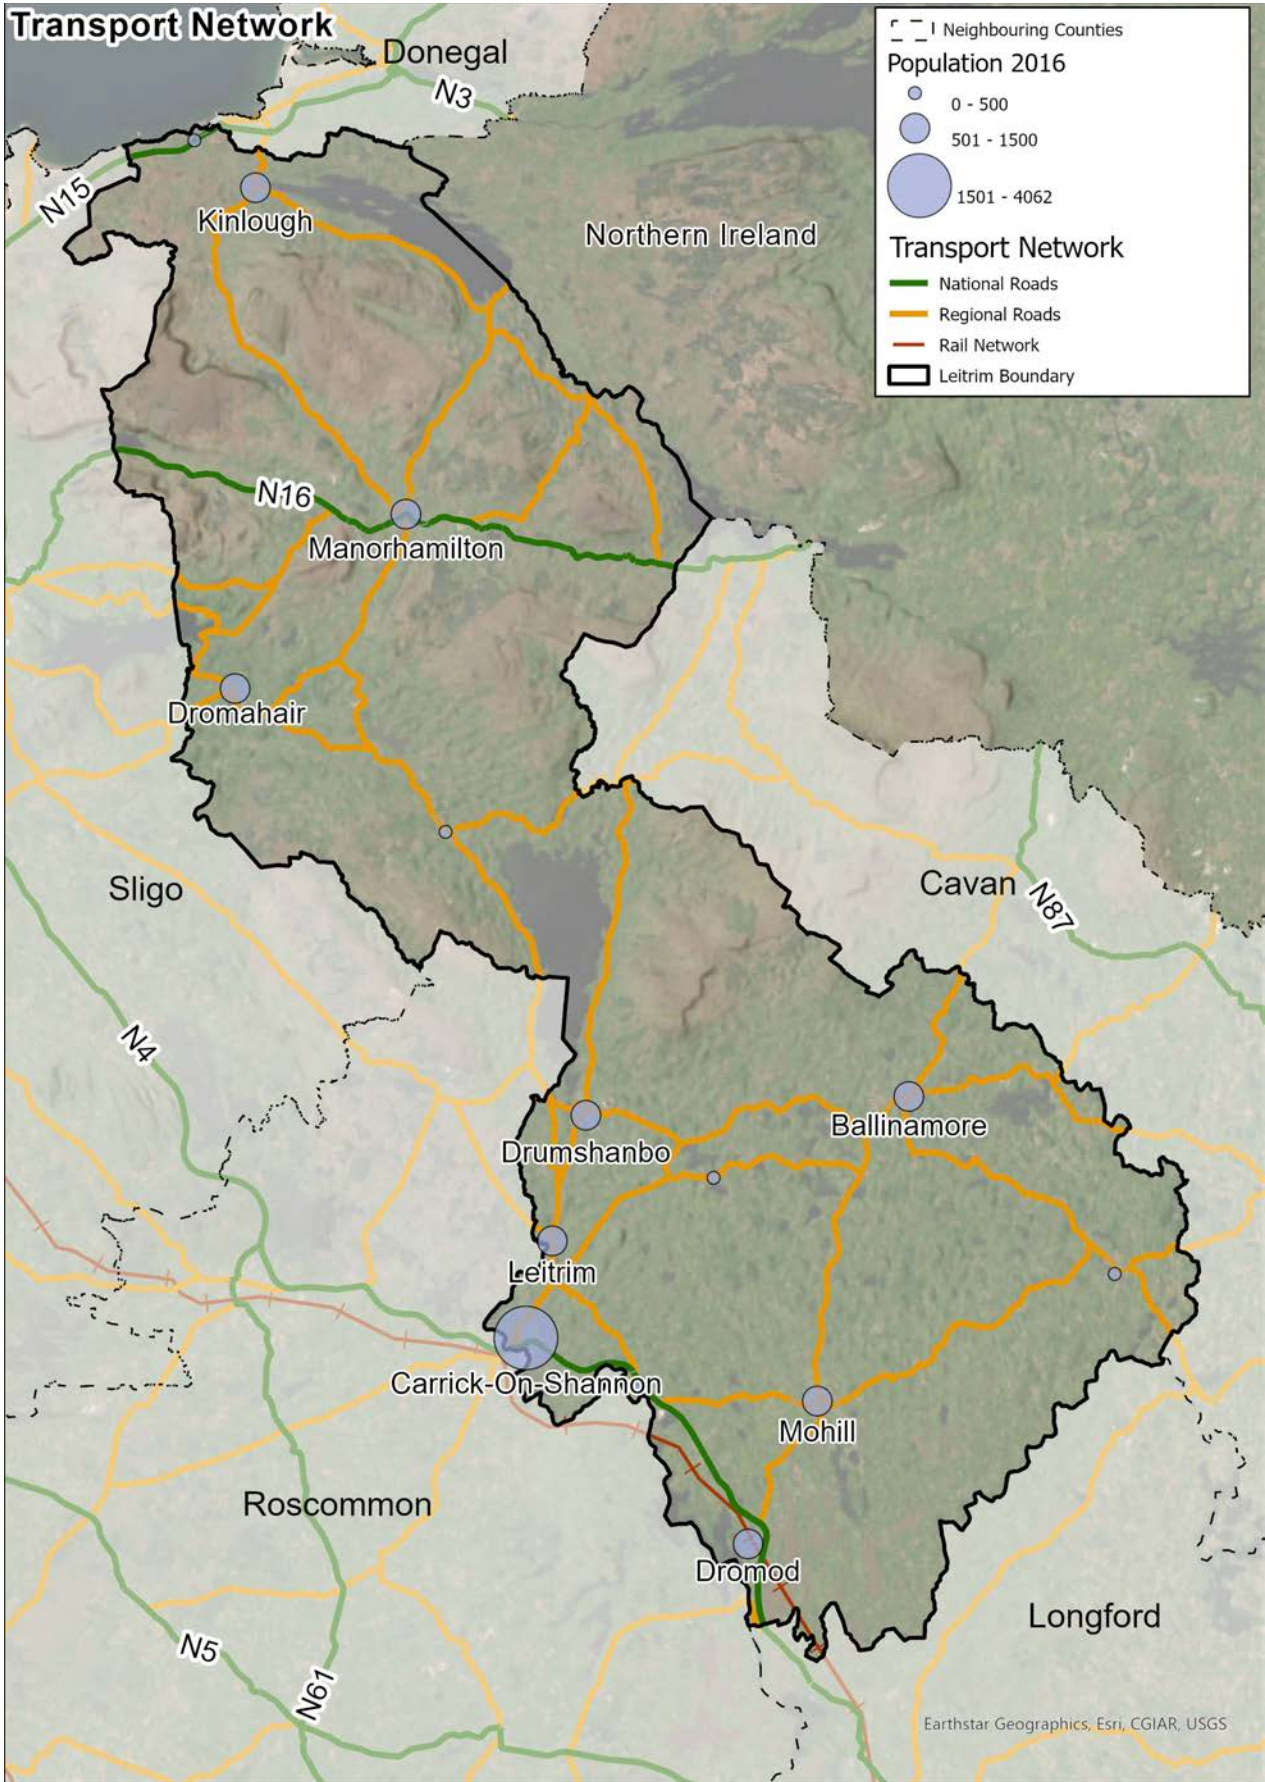 Transport Network
Donegal
N3
Neighbouring Counties
Population 2016
0 - 500
501 - 1500
1501 - 4062
Transport Network
National Roads
Regional Roads
Rail Network
Leitrim Boundary
N15
Kinlough
Northern Ireland
N16
Manorhamilton
Dromahair
Sligo
Cavan
N87
N4
Ballinamore
Drumshanbo
Leitrim
Carrick-On-Shannon
Mohill
Roscommon
Dromod
Longford
N5
N61
Earthstar Geographics, Esri, CGIAR, USGS